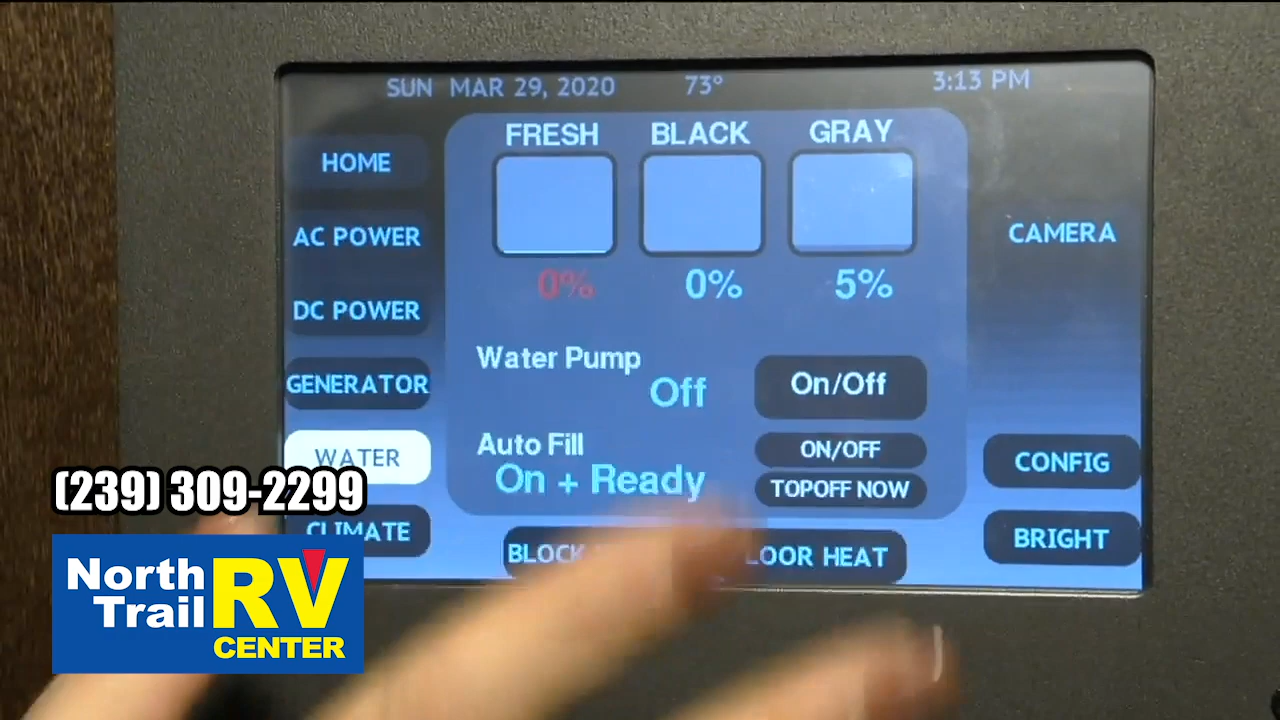 SUN MAR 29, 2020 73° 3:13 PM
FRESH BLACK GRAY
HOME
AC POWER
CAMERA
0% 0% 5%
DC POWER
Water Pump
GENERATOR
Off
On/Off
Auto Fill
ON/OFF
WATER
On + Ready
TOPOFF NOW
CONFIG
(239) 309-2299
CLIMATE
BLOCK
HEAT
BRIGHT
North
Trail
RV
CENTER